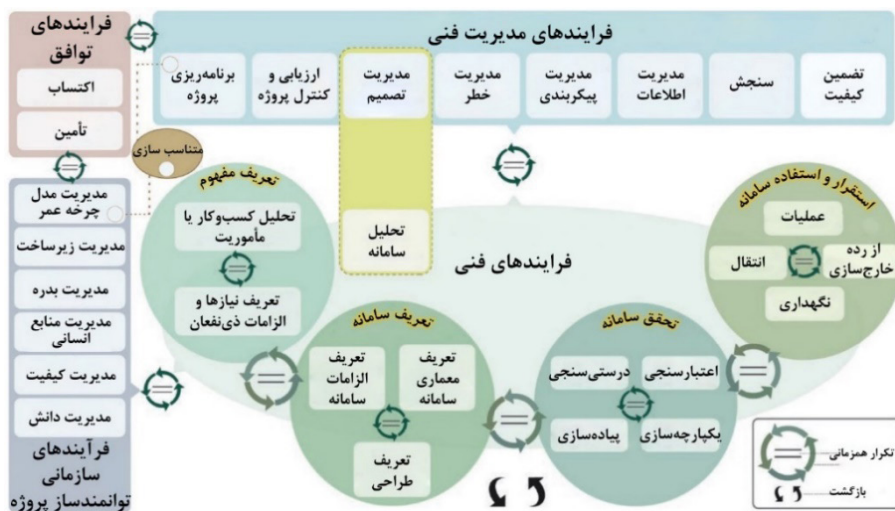 فرایندهای
توافق
اکتساب
تأمین
فرایندهای مدیریت فنی
برنامه‌ریزی
پروژه
ارزیابی و
کنترل پروژه
مدیریت
تصمیم
مدیریت
خطر
مدیریت
پیکربندی
مدیریت
اطلاعات
سنجش
تضمین
کیفیت
متناسب سازی
مدیریت مدل
چرخه عمر
مدیریت زیرساخت
مدیریت بدره
مدیریت منابع
انسانی
مدیریت کیفیت
مدیریت دانش
فرآیندهای
سازمانی
توانمندساز پروژه
تعریف مفهوم
تحلیل کسب‌وکار یا
مأموریت
تعریف نیازها و
الزامات ذی‌نفعان
تحلیل
سامانه
فرایندهای فنی
استقرار و استفاده سامانه
عملیات
انتقال
از رده
خارج‌سازی
نگهداری
تعریف سامانه
تعریف
الزامات
سامانه
تعریف
معماری
سامانه
تعریف
طراحی
تحقق سامانه
درستی‌سنجی
اعتبارسنجی
پیاده‌سازی
یکپارچه‌سازی
تکرار همزمانی
بازگشت